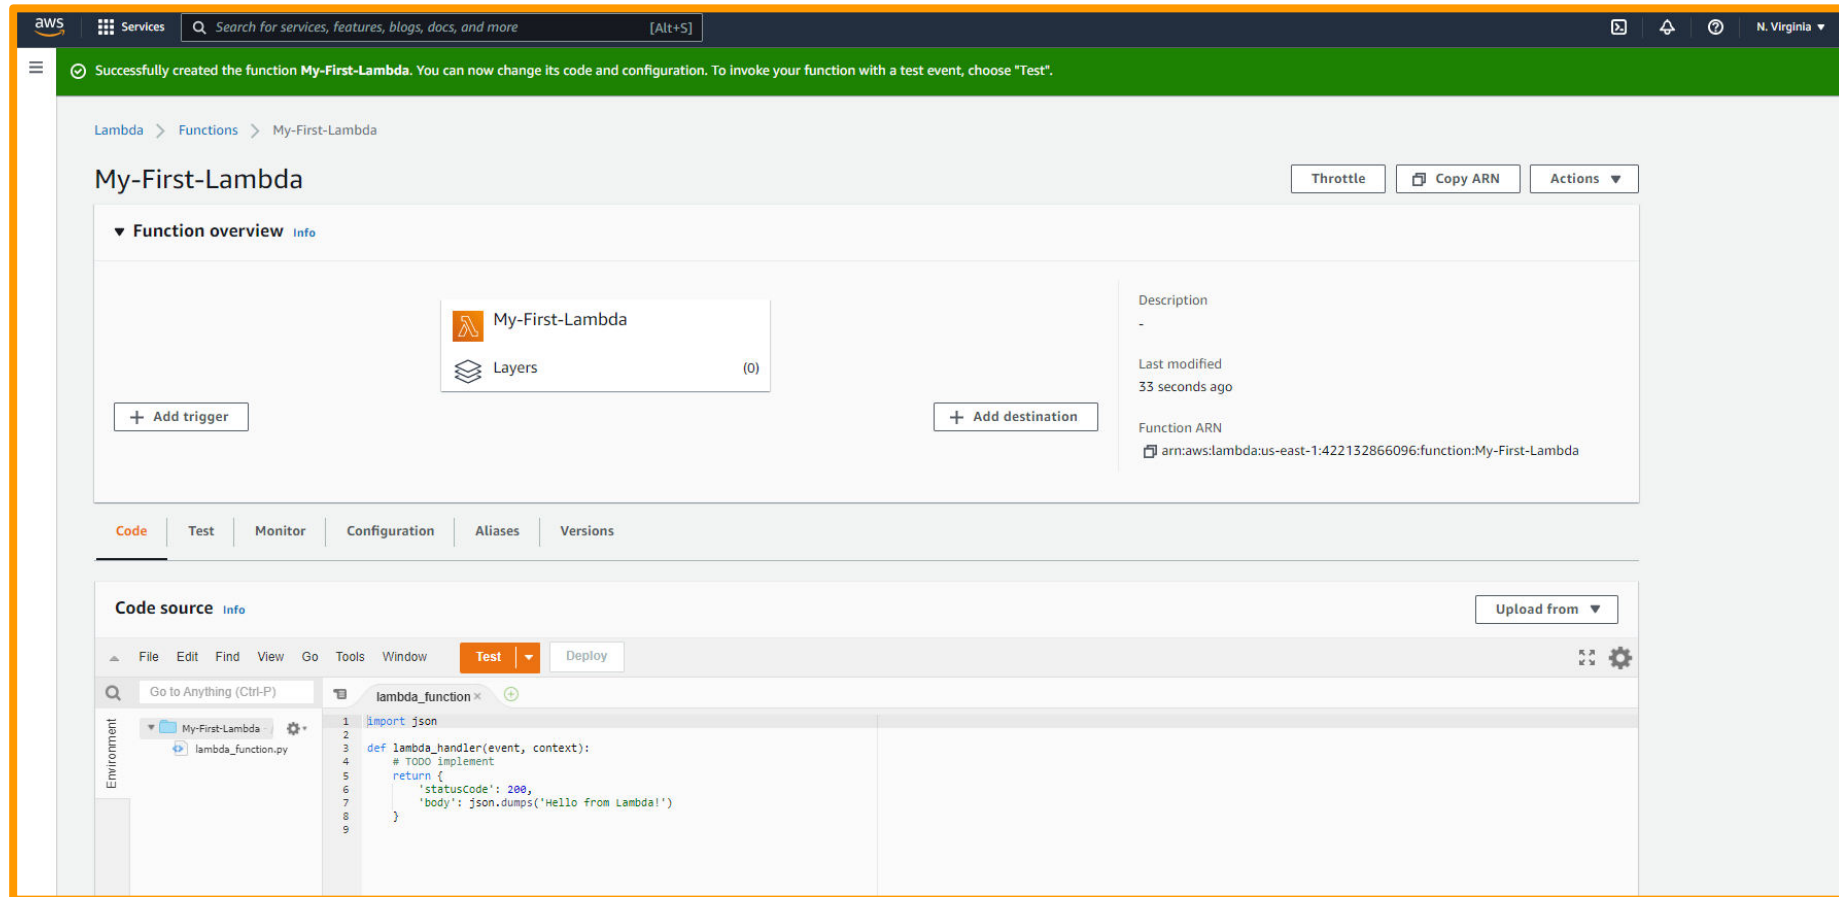 aws Services Search for services, features, blogs, docs, and more [Alt+S] N. Virginia
Successfully created the function My-First-Lambda. You can now change its code and configuration. To invoke your function with a test event, choose "Test".
Lambda > Functions > My-First-Lambda
My-First-Lambda
Throttle Copy ARN Actions
Function overview Info
My-First-Lambda
Layers (0)
+ Add trigger
+ Add destination
Description
-
Last modified
33 seconds ago
Function ARN
arn:aws:lambda:us-east-1:422132866096:function:My-First-Lambda
Code Test Monitor Configuration Aliases Versions
Code source Info
Upload from
File Edit Find View Go Tools Window Test Deploy
Go to Anything (Ctrl-P)
lambda_function ×
Environment
My-First-Lambda - /
lambda_function.py
1 import json
2
3 def lambda_handler(event, context):
4 # TODO implement
5 return {
6 'statusCode': 200,
7 'body': json.dumps('Hello from Lambda!')
8 }
9